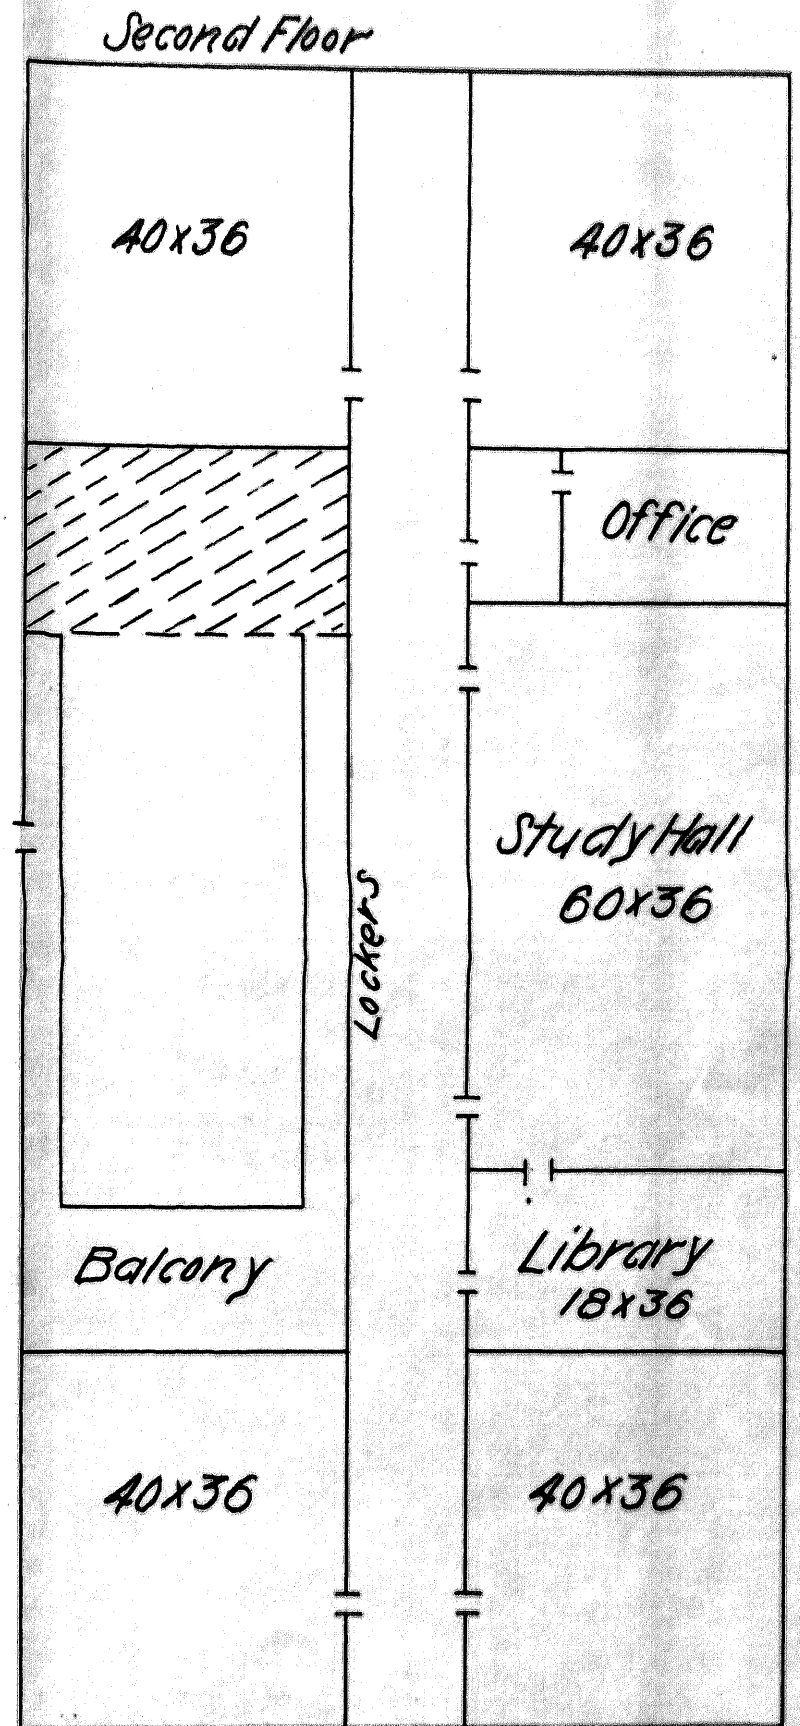 Second Floor
40x36
40x36
Office
Study Hall
60x36
Lockers
Balcony
Library
18x36
40x36
40x36